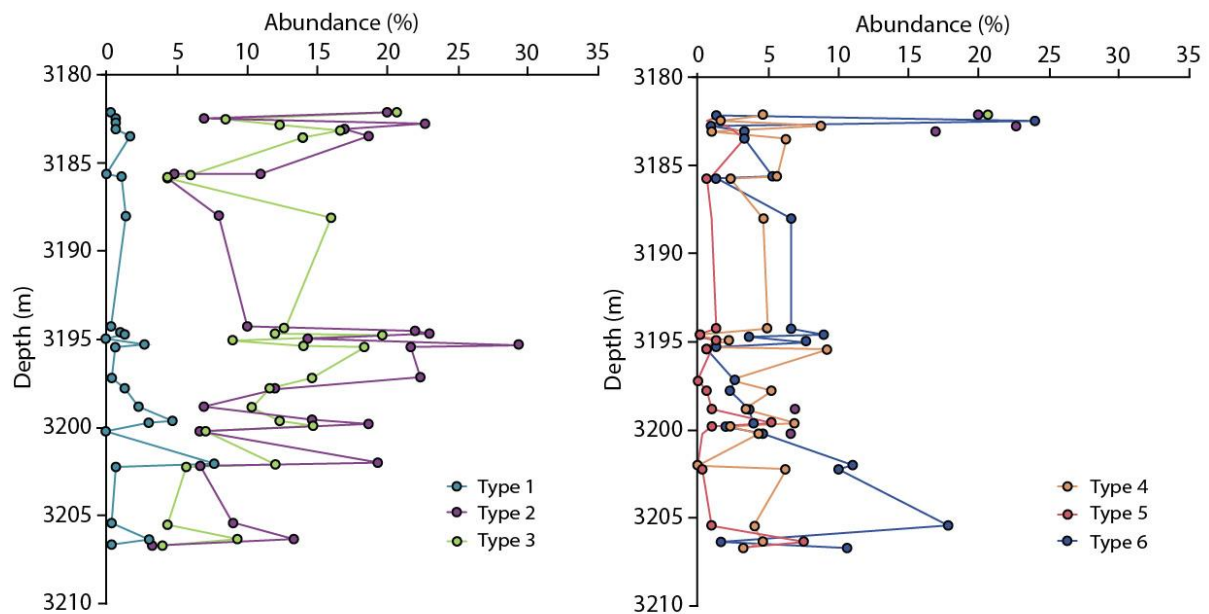 Abundance (%)
0 5 10 15 20 25 30 35
3180
3185
3190
3195
3200
3205
3210
Depth (m)
Type 1
Type 2
Type 3
Abundance (%)
0 5 10 15 20 25 30 35
3180
3185
3190
3195
3200
3205
3210
Depth (m)
Type 4
Type 5
Type 6